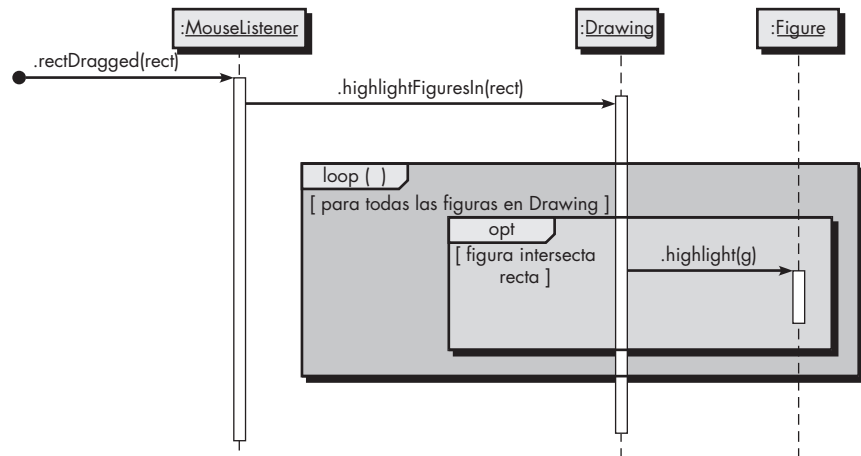 :MouseListener
:Drawing
:Figure
.rectDragged(rect)
.highlightFiguresIn(rect)
loop (  )
[ para todas las figuras en Drawing ]
opt
[ figura intersecta
recta ]
.highlight(g)